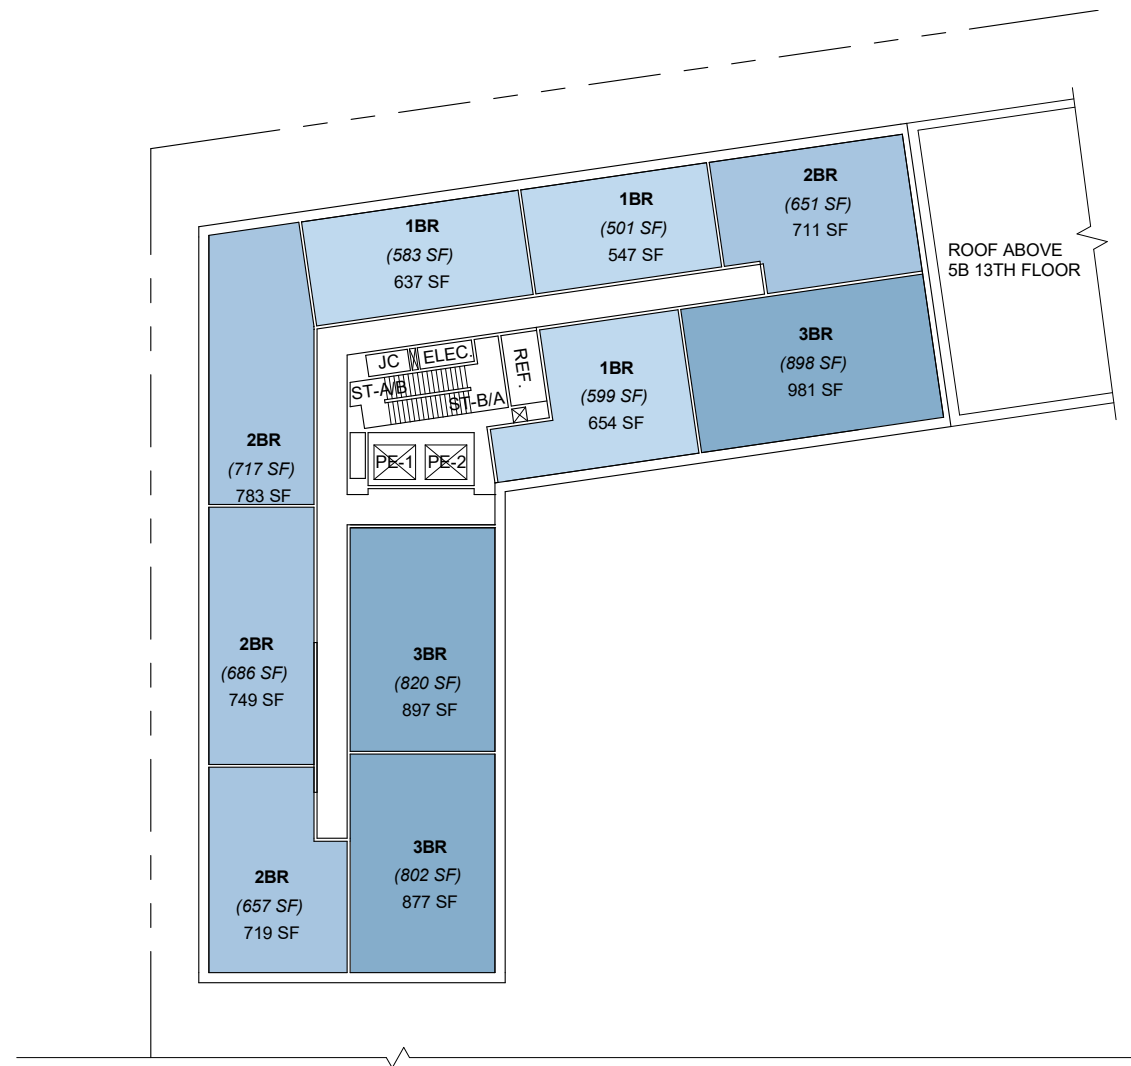 2BR
(651 SF)
711 SF
1BR
(501 SF)
547 SF
1BR
(583 SF)
637 SF
ROOF ABOVE
5B 13TH FLOOR
3BR
(898 SF)
981 SF
1BR
(599 SF)
654 SF
JC
ELEC.
REF.
ST-A/B
ST-B/A
PE-1
PE-2
2BR
(717 SF)
783 SF
2BR
(686 SF)
749 SF
3BR
(820 SF)
897 SF
3BR
(802 SF)
877 SF
2BR
(657 SF)
719 SF